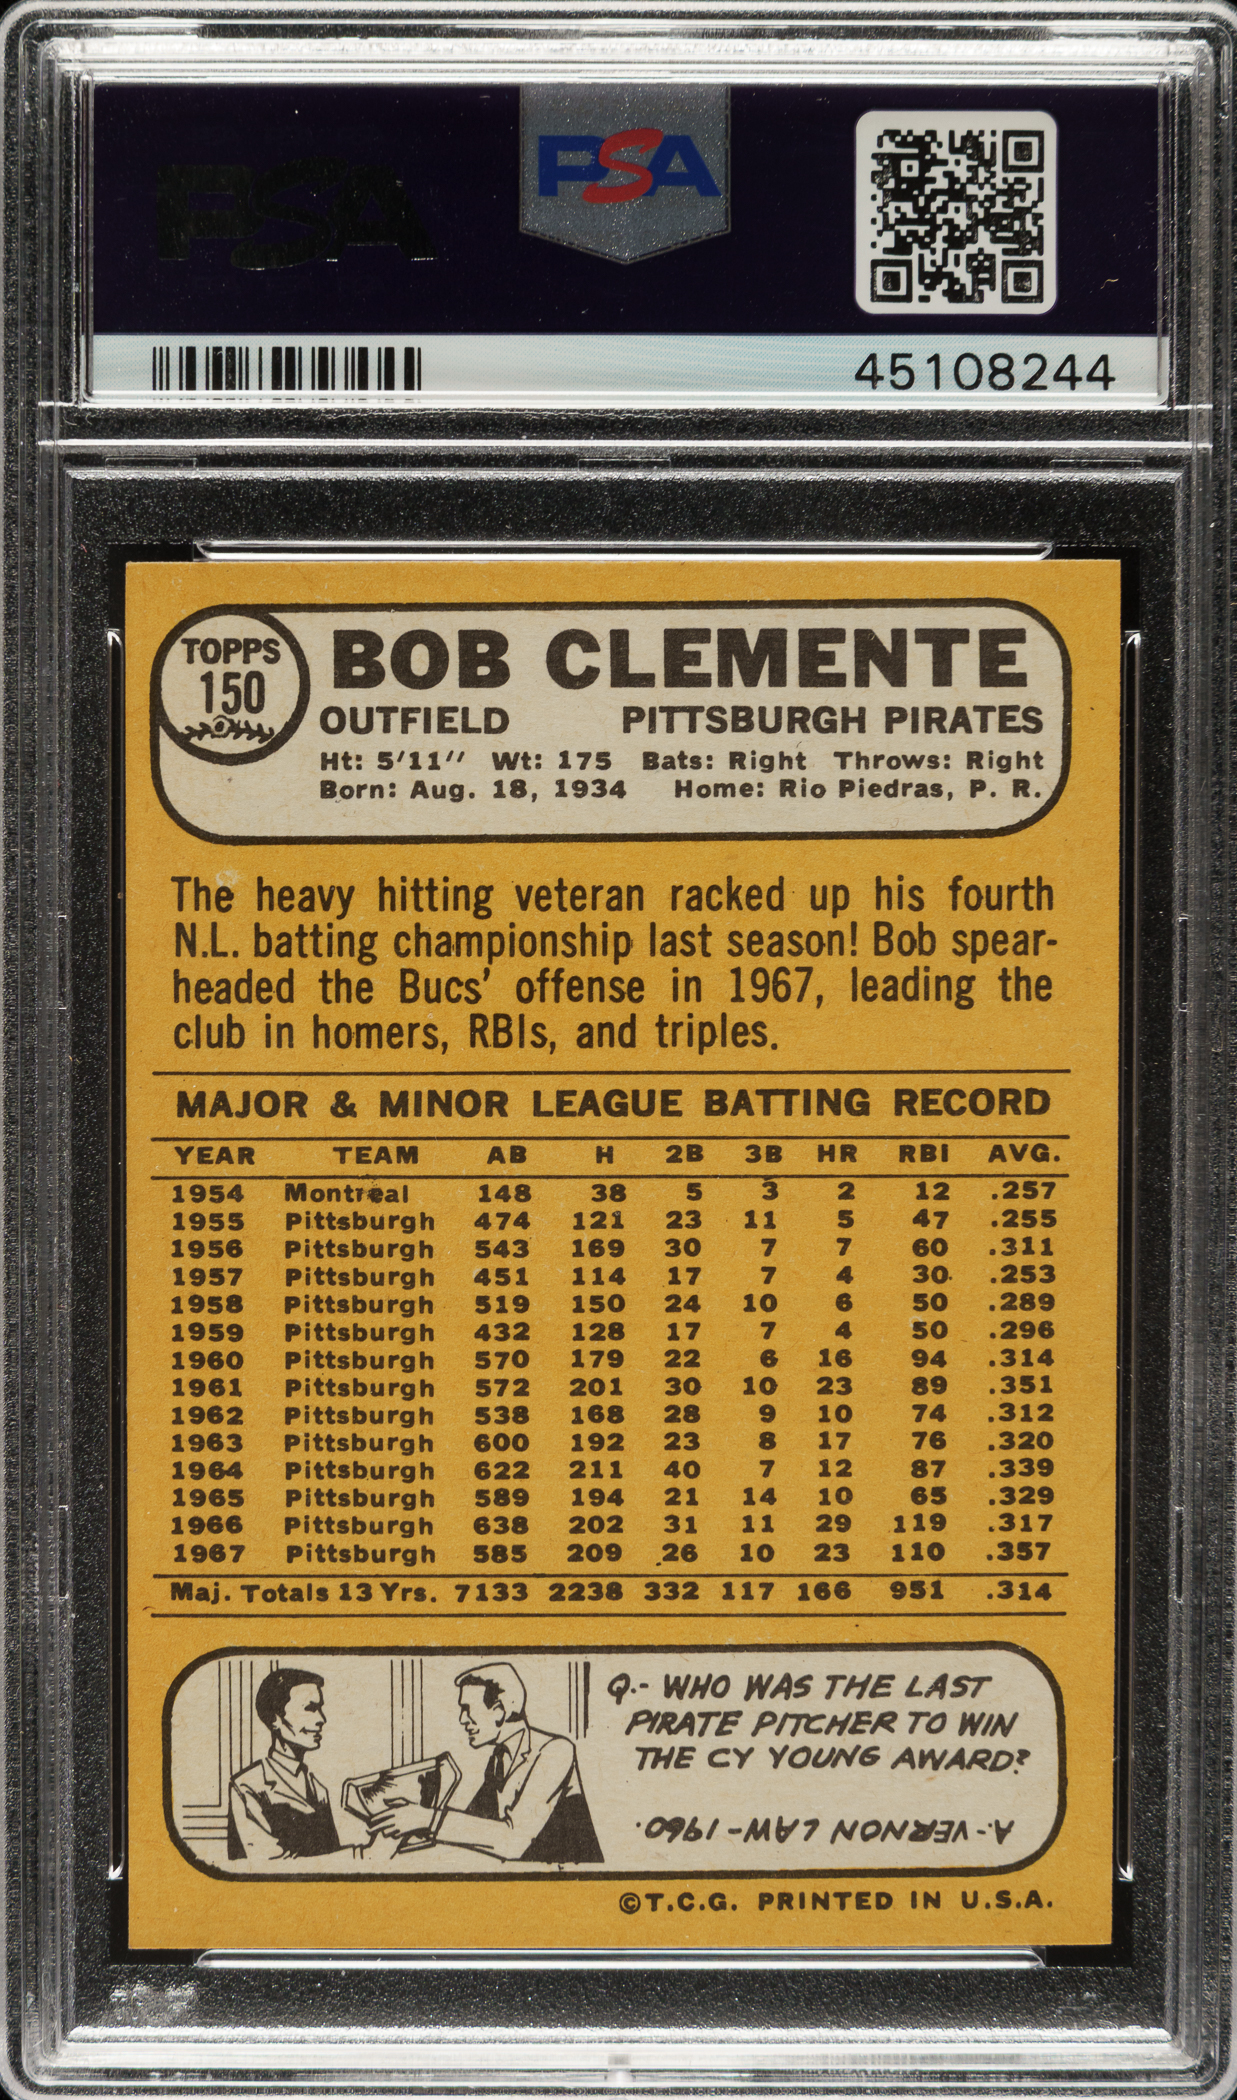 PSA
PSA
45108244
TOPPS
150
BOB CLEMENTE
OUTFIELD PITTSBURGH PIRATES
Ht: 5'11" Wt: 175 Bats: Right Throws: Right
Born: Aug. 18, 1934 Home: Rio Piedras, P. R.
The heavy hitting veteran racked up his fourth
N.L. batting championship last season! Bob spear-
headed the Bucs' offense in 1967, leading the
club in homers, RBIs, and triples.
MAJOR & MINOR LEAGUE BATTING RECORD
YEAR TEAM AB H 2B 3B HR RBI AVG.
1954 Montreal 148 38 5 3 2 12 .257
1955 Pittsburgh 474 121 23 11 5 47 .255
1956 Pittsburgh 543 169 30 7 7 60 .311
1957 Pittsburgh 451 114 17 7 4 30 .253
1958 Pittsburgh 519 150 24 10 6 50 .289
1959 Pittsburgh 432 128 17 7 4 50 .296
1960 Pittsburgh 570 179 22 6 16 94 .314
1961 Pittsburgh 572 201 30 10 23 89 .351
1962 Pittsburgh 538 168 28 9 10 74 .312
1963 Pittsburgh 600 192 23 8 17 76 .320
1964 Pittsburgh 622 211 40 7 12 87 .339
1965 Pittsburgh 589 194 21 14 10 65 .329
1966 Pittsburgh 638 202 31 11 29 119 .317
1967 Pittsburgh 585 209 26 10 23 110 .357
Maj. Totals 13 Yrs. 7133 2238 332 117 166 951 .314
Q.- WHO WAS THE LAST
PIRATE PITCHER TO WIN
THE CY YOUNG AWARD?
A.- VERNON LAW - 1960.
©T.C.G. PRINTED IN U.S.A.